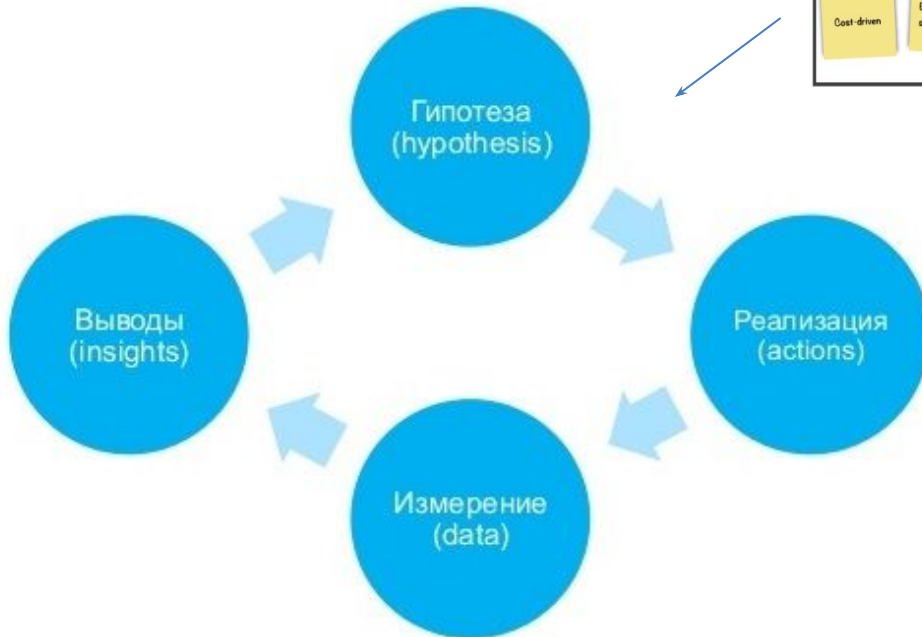 Cost-driven
Гипотеза
(hypothesis)
Выводы
(insights)
Реализация
(actions)
Измерение
(data)